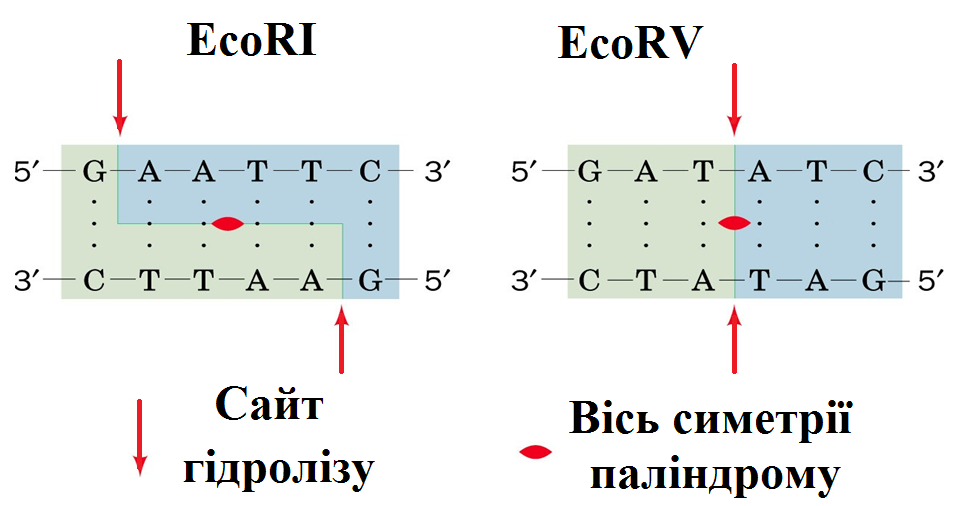 EcoRI
EcoRV
5′ G A A T T C 3′
3′ C T T A A G 5′
5′ G A T A T C 3′
3′ C T A T A G 5′
Сайт
гідролізу
Вісь симетрії
паліндрому